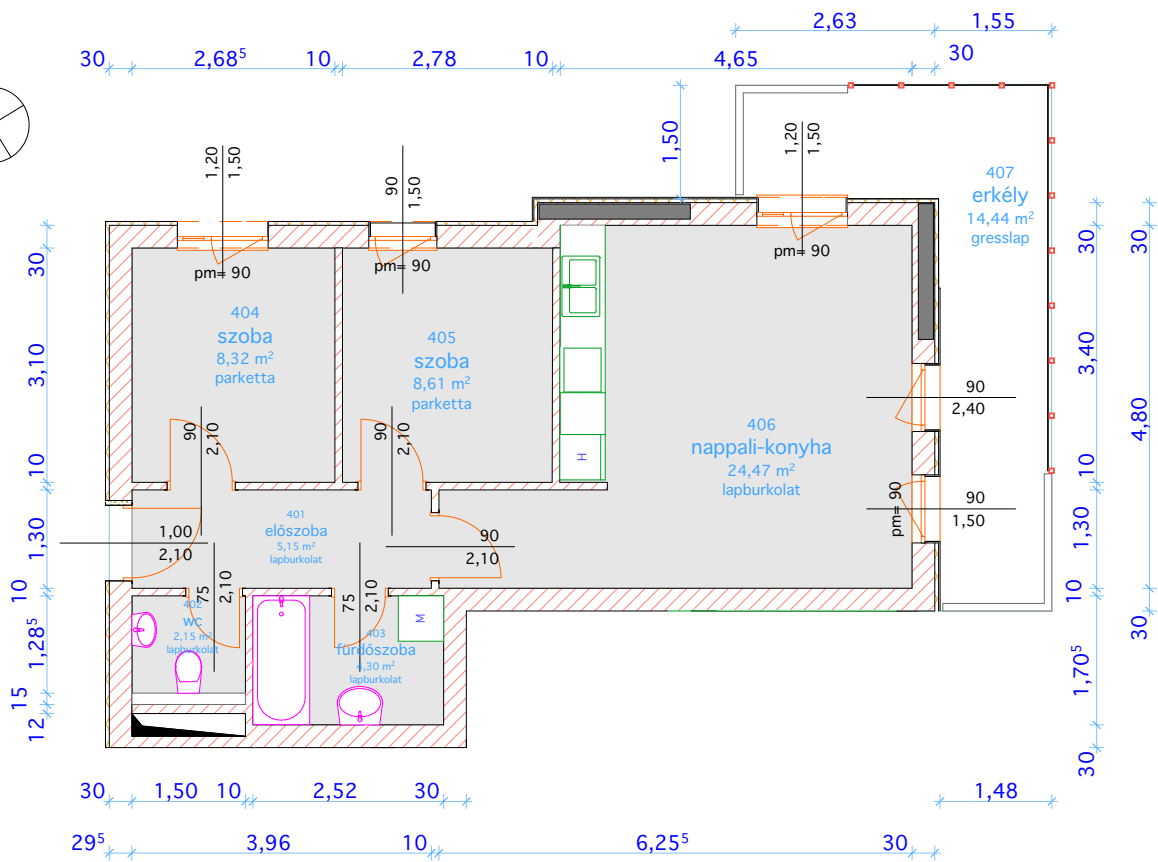 2,63 1,55
30 2,68⁵ 10 2,78 10 4,65 30
1,50
1,20
1,50
90
1,50
1,20
1,50
407
erkély
14,44 m²
gresslap
pm= 90
pm= 90
pm= 90
404
szoba
8,32 m²
parketta
405
szoba
8,61 m²
parketta
406
nappali-konyha
24,47 m²
lapburkolat
H
90
2,10
90
2,10
90
2,40
pm= 90
90
1,50
401
előszoba
5,15 m²
lapburkolat
1,00
2,10
90
2,10
75
2,10
75
2,10
402
WC
2,15 m²
lapburkolat
403
fürdőszoba
4,30 m²
lapburkolat
M
30
3,10
10
1,30
10
1,28⁵
15
12
30
3,40
10
1,30
10
1,70⁵
30
30
4,80
30
30 1,50 10 2,52 30 1,48
29⁵ 3,96 10 6,25⁵ 30